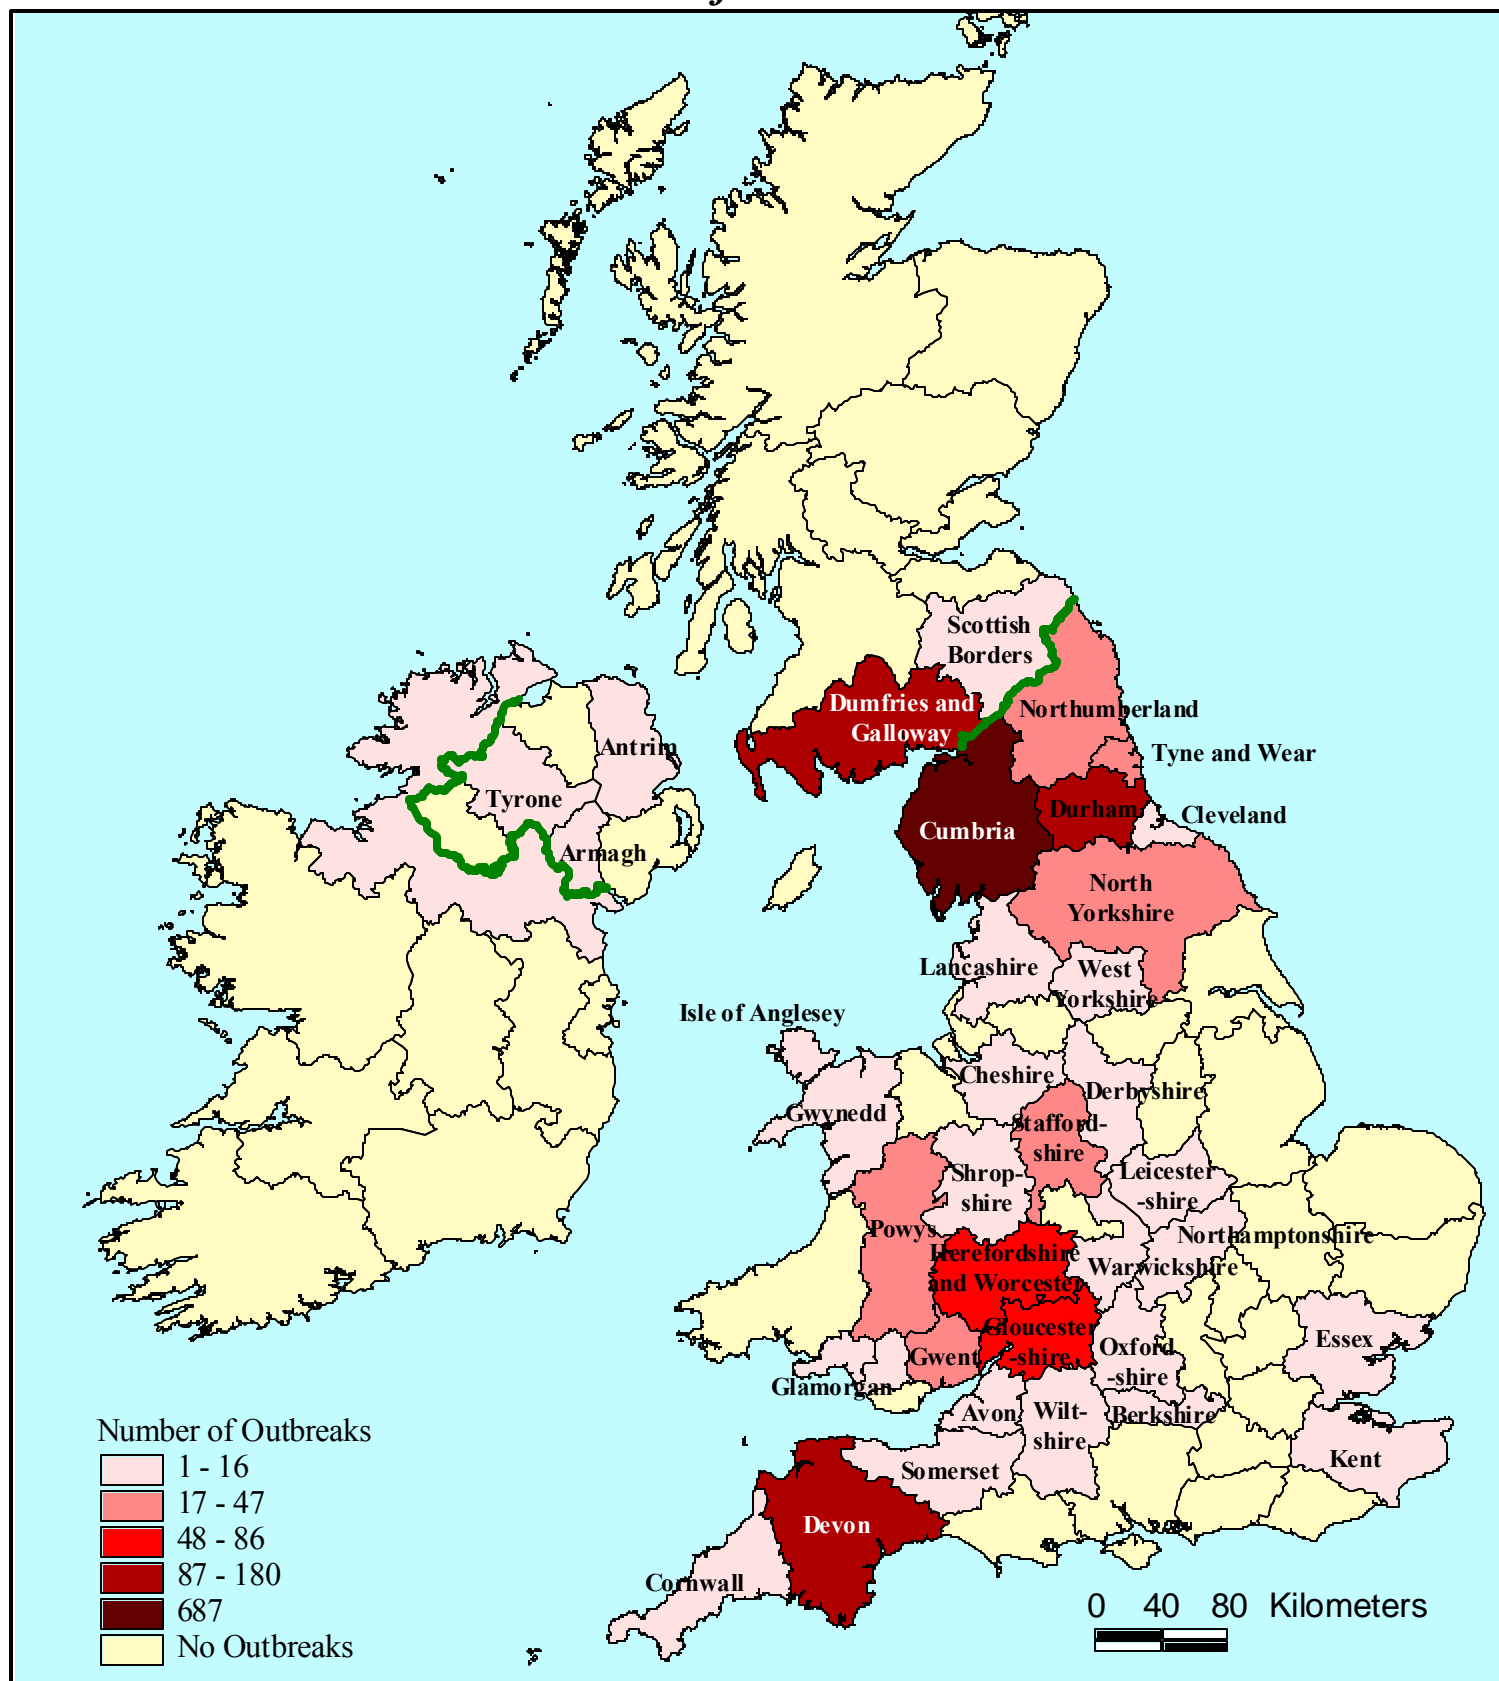 Scottish
Borders
Dumfries and
Galloway
Northumberland
Tyne and Wear
Antrim
Tyrone
Durham
Cleveland
Cumbria
Armagh
North
Yorkshire
Lancashire
West
Yorkshire
Isle of Anglesey
Cheshire
Derbyshire
Gwynedd
Stafford-
shire
Shrop-
shire
Leicester
-shire
Powys
Northamptonshire
Herefordshire
and Worcester
Warwickshire
Gloucester
-shire
Gwent
Oxford
-shire
Essex
Glamorgan
Avon
Wilt-
shire
Berkshire
Somerset
Kent
Devon
Cornwall
Number of Outbreaks
1 - 16
17 - 47
48 - 86
87 - 180
687
No Outbreaks
0 40 80 Kilometers